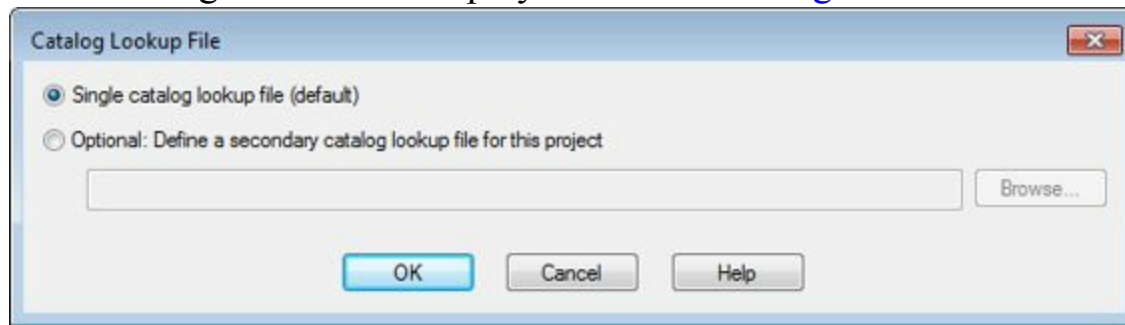 Catalog Lookup File
Single catalog lookup file (default)
Optional: Define a secondary catalog lookup file for this project
Browse...
OK Cancel Help